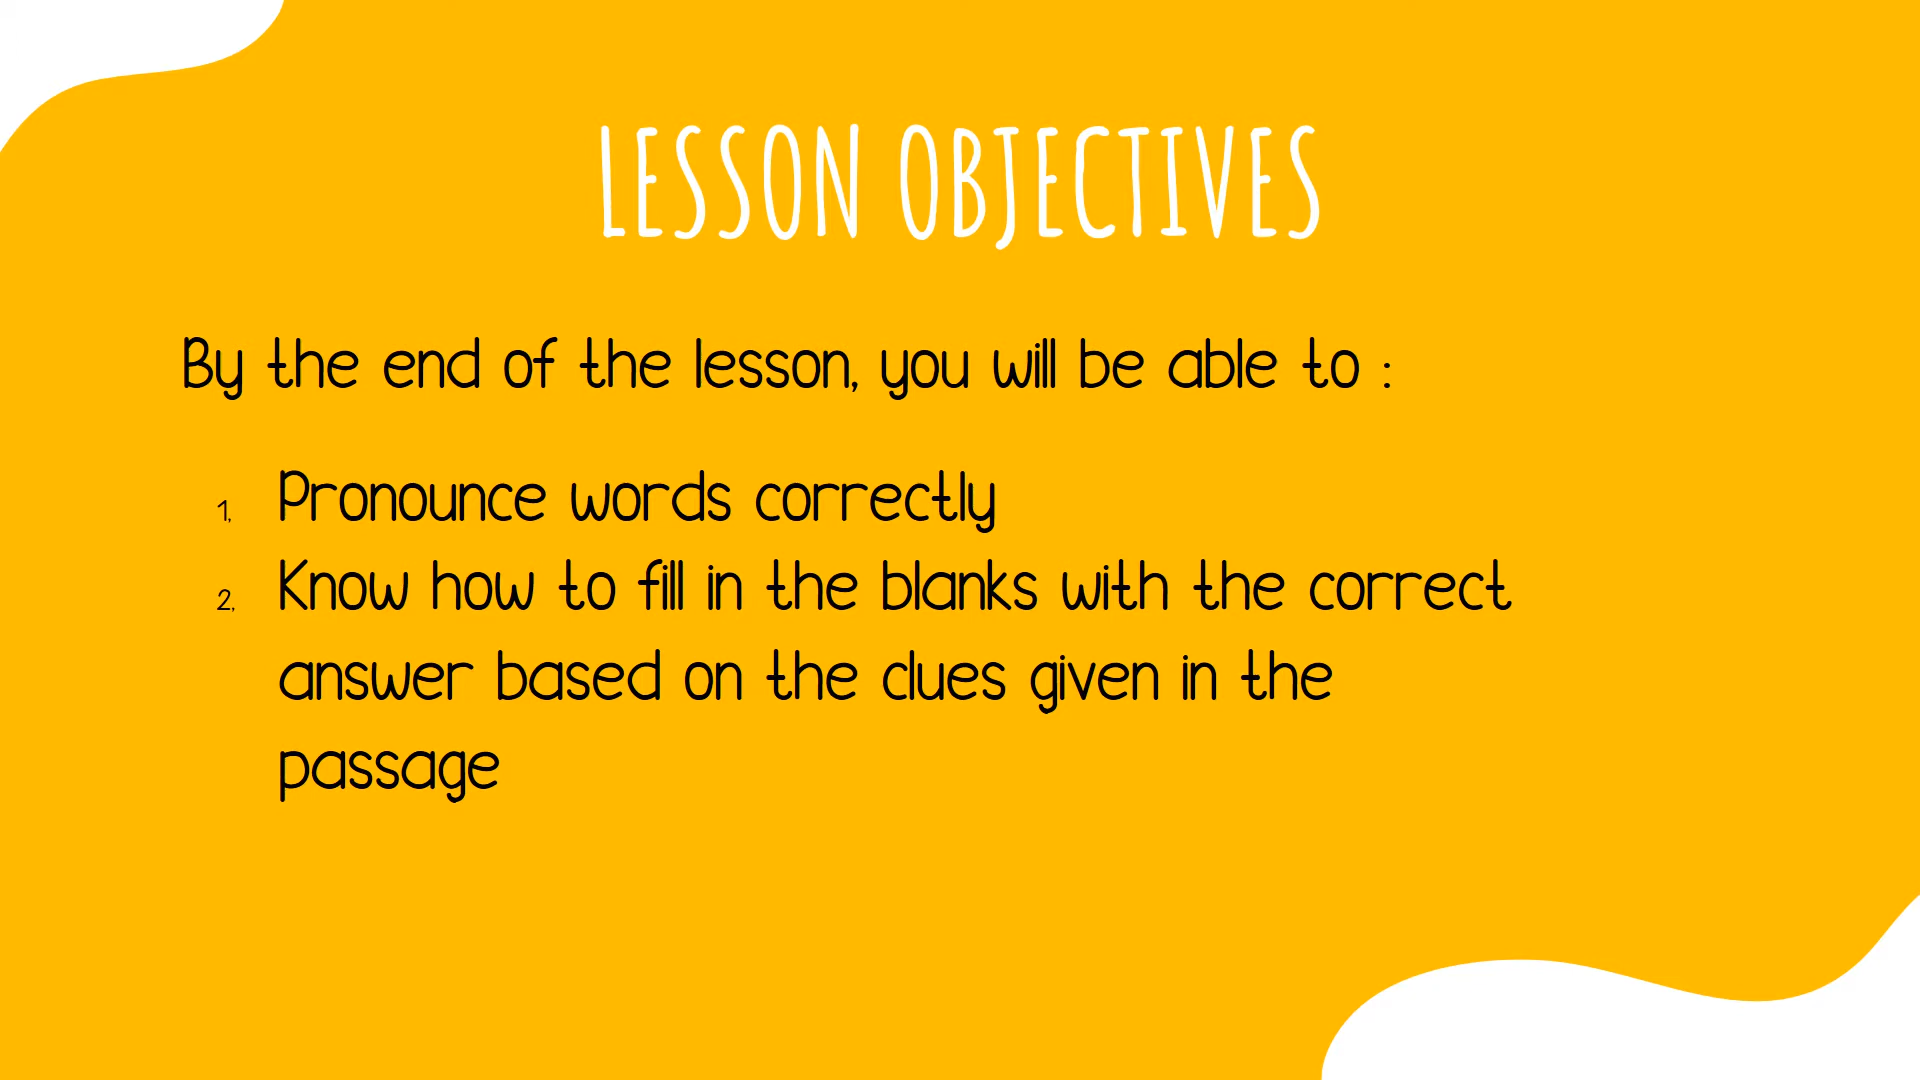 LESSON OBJECTIVES
By the end of the lesson, you will be able to :
1. Pronounce words correctly
2. Know how to fill in the blanks with the correct
answer based on the clues given in the
passage